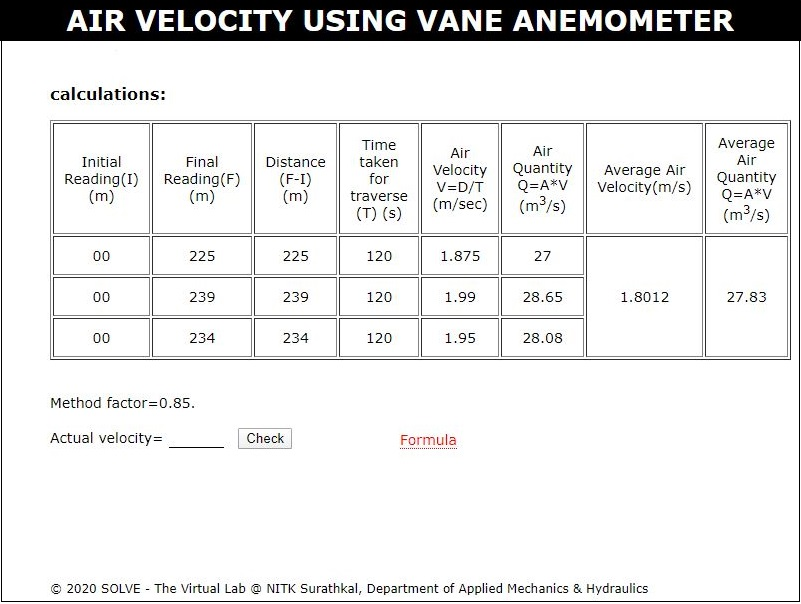 AIR VELOCITY USING VANE ANEMOMETER
calculations:
Initial Reading(I) (m) Final Reading(F) (m) Distance (F-I) (m) Time taken for traverse (T) (s) Air Velocity V=D/T (m/sec) Air Quantity Q=A*V (m³/s) Average Air Velocity(m/s) Average Air Quantity Q=A*V (m³/s)
00 225 225 120 1.875 27
00 239 239 120 1.99 28.65 1.8012 27.83
00 234 234 120 1.95 28.08
Method factor=0.85.
Actual velocity= ______ Check Formula
© 2020 SOLVE - The Virtual Lab @ NITK Surathkal, Department of Applied Mechanics & Hydraulics